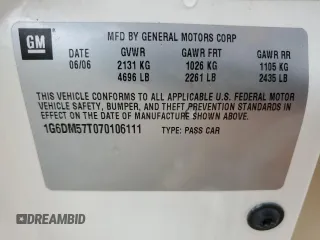 GM
MFD BY GENERAL MOTORS CORP
DATE GVWR GAWR FRT GAWR RR
06/06 2131 KG 1026 KG 1105 KG
4696 LB 2261 LB 2435 LB
THIS VEHICLE CONFORMS TO ALL APPLICABLE U.S. FEDERAL MOTOR
VEHICLE SAFETY, BUMPER, AND THEFT PREVENTION STANDARDS IN
EFFECT ON THE DATE OF MANUFACTURE SHOWN ABOVE.
1G6DM57T070106111 TYPE: PASS CAR
DREAMBID